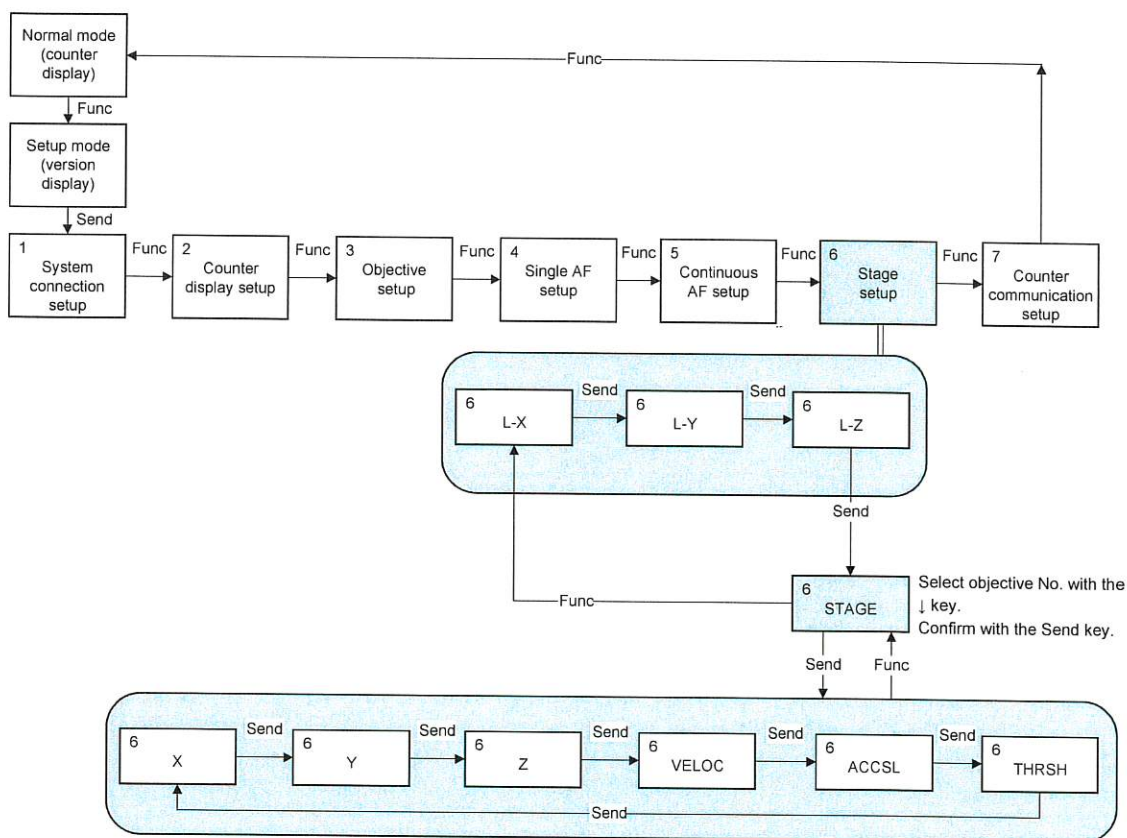 Normal mode
(counter
display)
Func
Func
Setup mode
(version
display)
Send
1
System
connection
setup
Func
2
Counter
display setup
Func
3
Objective
setup
Func
4
Single AF
setup
Func
5
Continuous
AF setup
Func
6
Stage
setup
Func
7
Counter
communication
setup
6
L-X
Send
6
L-Y
Send
6
L-Z
Send
Func
6
STAGE
Select objective No. with the
↓ key.
Confirm with the Send key.
Send
Func
6
X
Send
6
Y
Send
6
Z
Send
6
VELOC
Send
6
ACCSL
Send
6
THRSH
Send